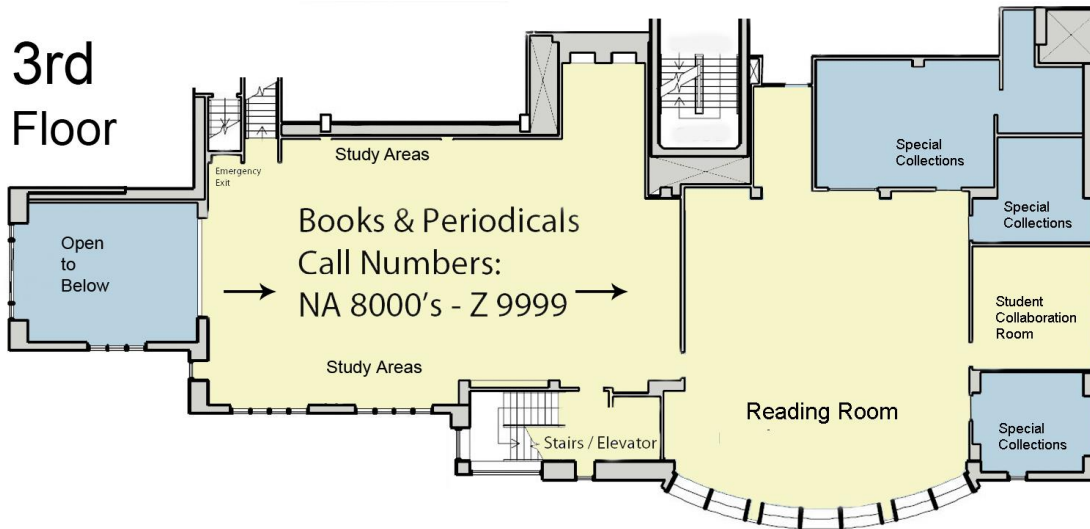 3rd
Floor
Study Areas
Emergency
Exit
Special
Collections
Books & Periodicals
Call Numbers:
NA 8000's - Z 9999
Open
to
Below
Special
Collections
Student
Collaboration
Room
Study Areas
Reading Room
Stairs / Elevator
Special
Collections